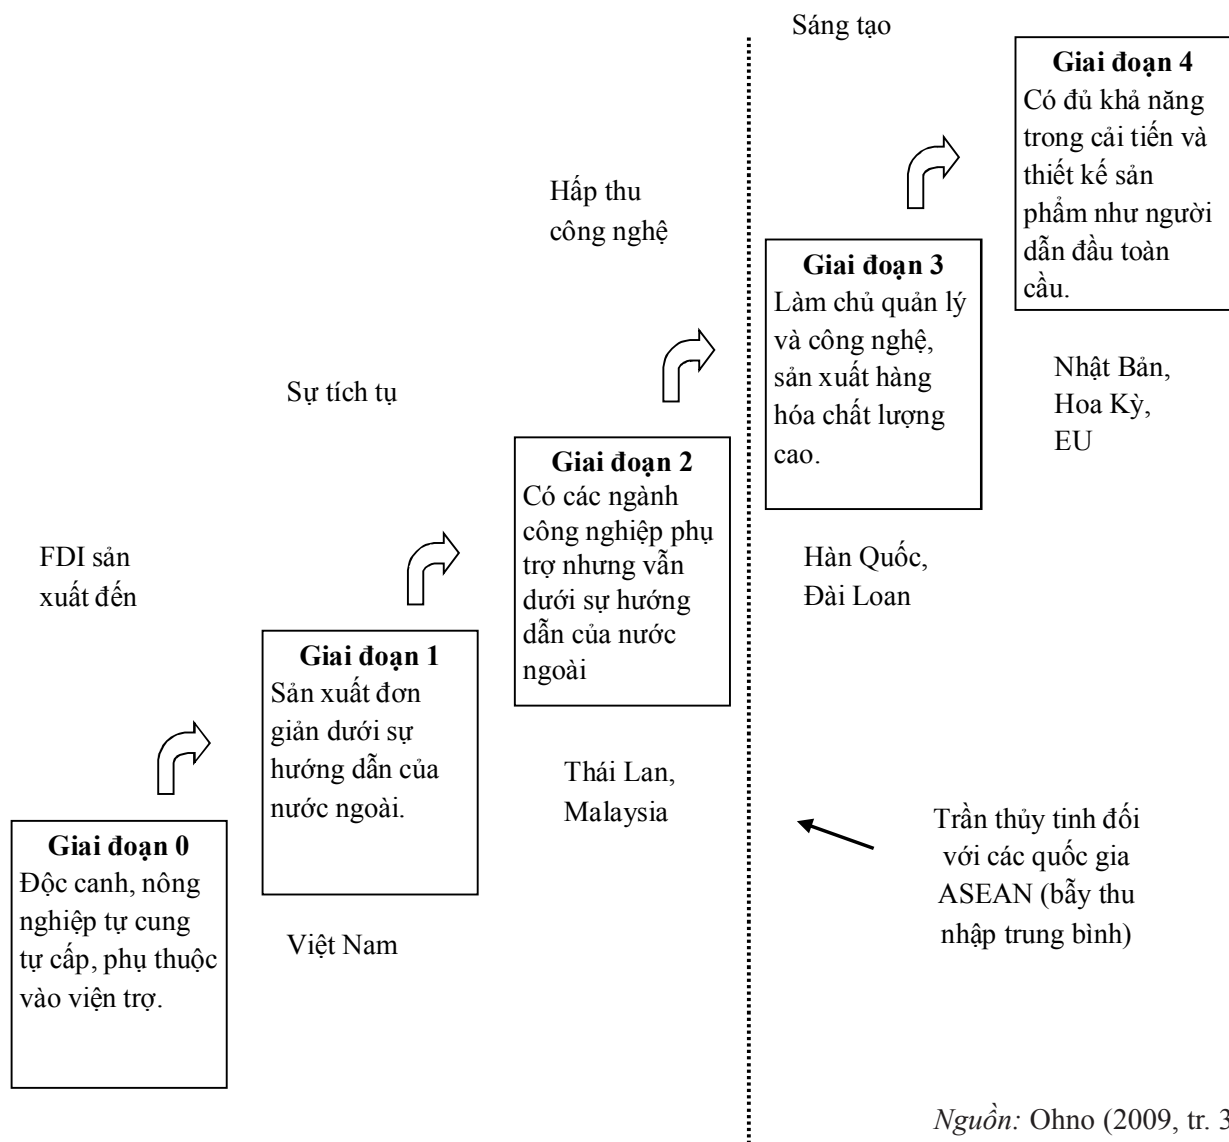 Sáng tạo
Giai đoạn 4
Có đủ khả năng
trong cải tiến và
thiết kế sản
phẩm như người
dẫn đầu toàn
cầu.
Nhật Bản,
Hoa Kỳ,
EU
Hấp thu
công nghệ
Giai đoạn 3
Làm chủ quản lý
và công nghệ,
sản xuất hàng
hóa chất lượng
cao.
Hàn Quốc,
Đài Loan
Sự tích tụ
Giai đoạn 2
Có các ngành
công nghiệp phụ
trợ nhưng vẫn
dưới sự hướng
dẫn của nước
ngoài
Thái Lan,
Malaysia
FDI sản
xuất đến
Giai đoạn 1
Sản xuất đơn
giản dưới sự
hướng dẫn của
nước ngoài.
Việt Nam
Giai đoạn 0
Độc canh, nông
nghiệp tự cung
tự cấp, phụ thuộc
vào viện trợ.
Trần thủy tinh đối
với các quốc gia
ASEAN (bẫy thu
nhập trung bình)
Nguồn: Ohno (2009, tr. 3